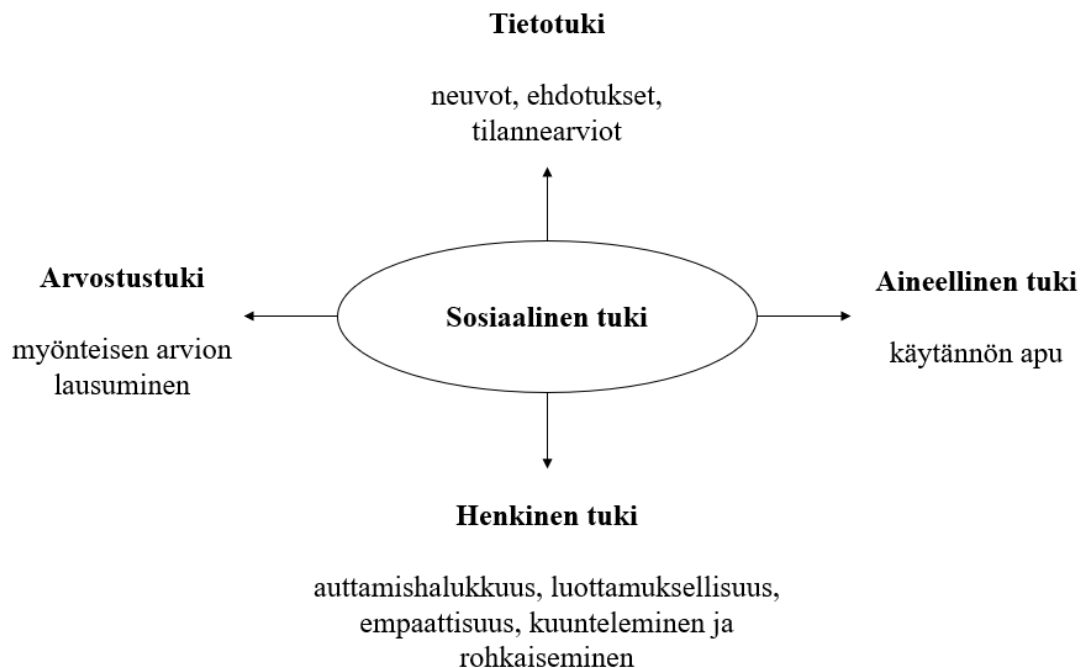 Tietotuki
neuvot, ehdotukset,
tilannearviot
Arvostustuki
myönteisen arvion
lausuminen
Sosiaalinen tuki
Aineellinen tuki
käytännön apu
Henkinen tuki
auttamishalukkuus, luottamuksellisuus,
empaattisuus, kuunteleminen ja
rohkaiseminen